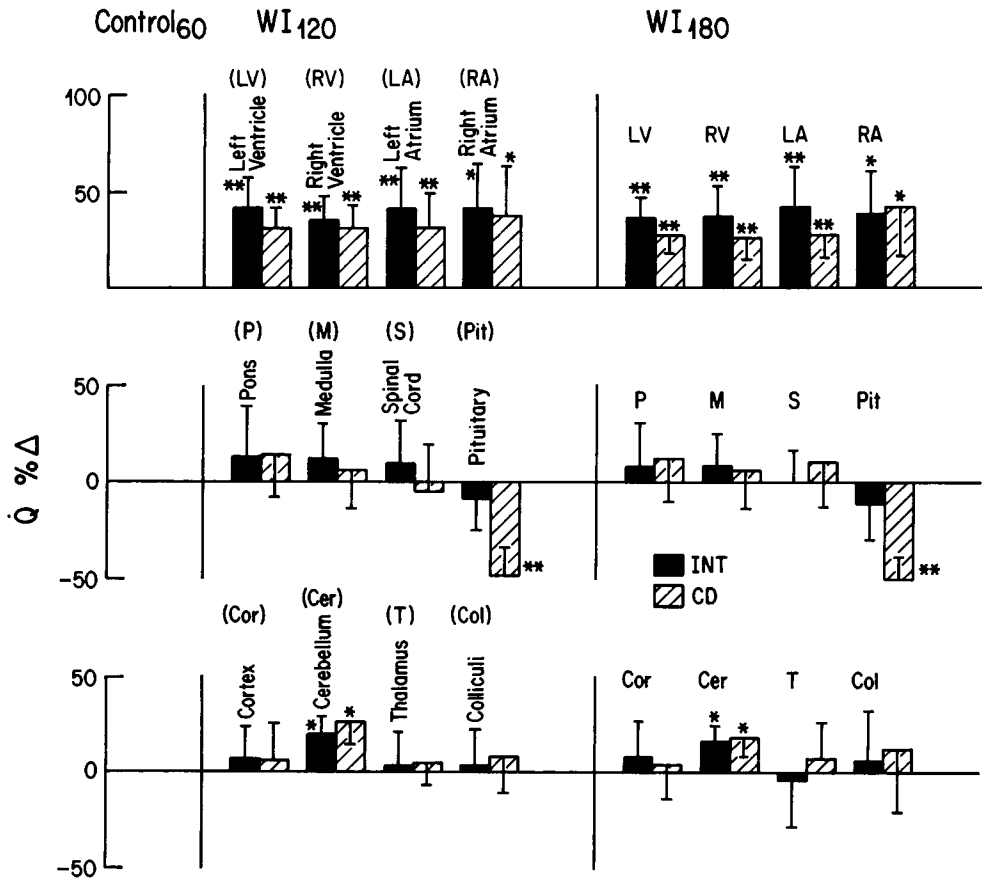 Control60 WI120 WI180
(LV) (RV) (LA) (RA)
Left Ventricle
Right Ventricle
Left Atrium
Right Atrium
LV RV LA RA
100
50
** ** ** ** ** ** * *
** ** ** ** ** ** * *
(P) (M) (S) (Pit)
Pons
Medulla
Spinal Cord
Pituitary
P M S Pit
50
0
-50
** **
Q̇ %Δ
INT
CD
(Cor) (Cer) (T) (Col)
Cortex
Cerebellum
Thalamus
Colliculi
Cor Cer T Col
50
0
-50
* * * *